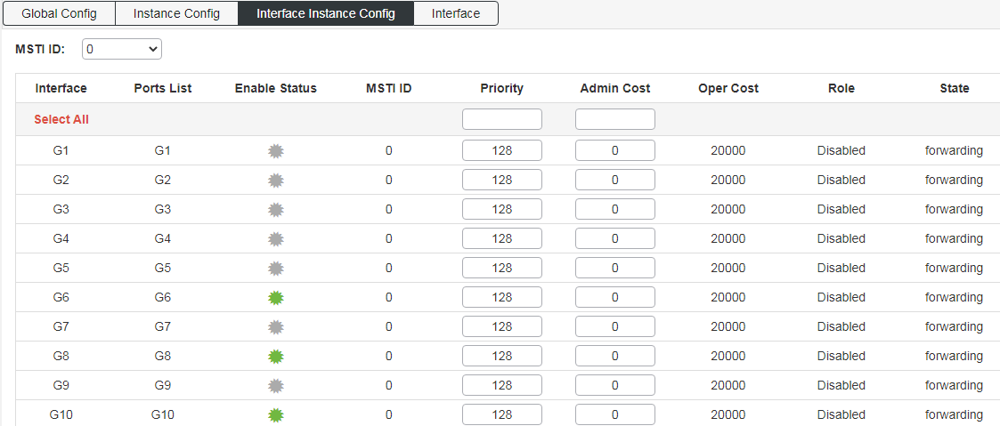 Global Config Instance Config Interface Instance Config Interface
MSTI ID: 0
Interface Ports List Enable Status MSTI ID Priority Admin Cost Oper Cost Role State
Select All
G1 G1 0 128 0 20000 Disabled forwarding
G2 G2 0 128 0 20000 Disabled forwarding
G3 G3 0 128 0 20000 Disabled forwarding
G4 G4 0 128 0 20000 Disabled forwarding
G5 G5 0 128 0 20000 Disabled forwarding
G6 G6 0 128 0 20000 Disabled forwarding
G7 G7 0 128 0 20000 Disabled forwarding
G8 G8 0 128 0 20000 Disabled forwarding
G9 G9 0 128 0 20000 Disabled forwarding
G10 G10 0 128 0 20000 Disabled forwarding